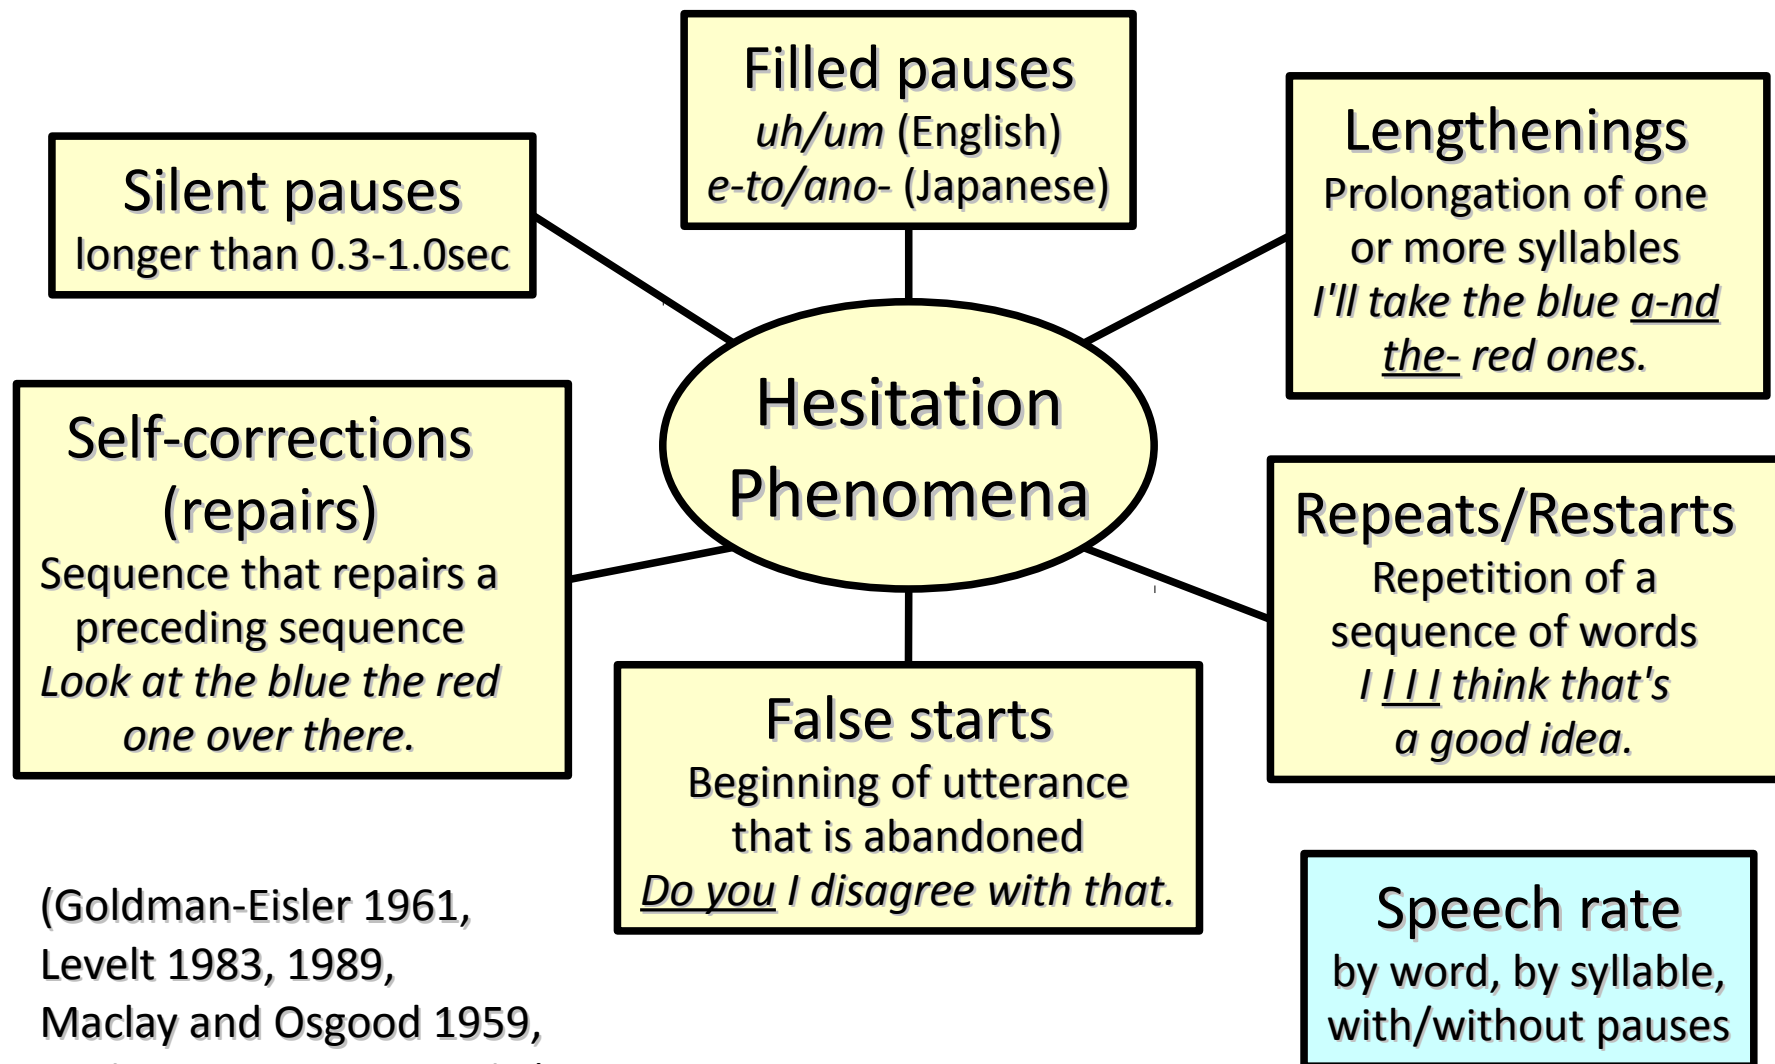 Filled pauses
uh/um (English)
e-to/ano- (Japanese)
Silent pauses
longer than 0.3-1.0sec
Lengthenings
Prolongation of one
or more syllables
I'll take the blue a-nd
the- red ones.
Hesitation
Phenomena
Self-corrections
(repairs)
Sequence that repairs a
preceding sequence
Look at the blue the red
one over there.
Repeats/Restarts
Repetition of a
sequence of words
I I I I think that's
a good idea.
False starts
Beginning of utterance
that is abandoned
Do you I disagree with that.
Speech rate
by word, by syllable,
with/without pauses
(Goldman-Eisler 1961,
Levelt 1983, 1989,
Maclay and Osgood 1959,